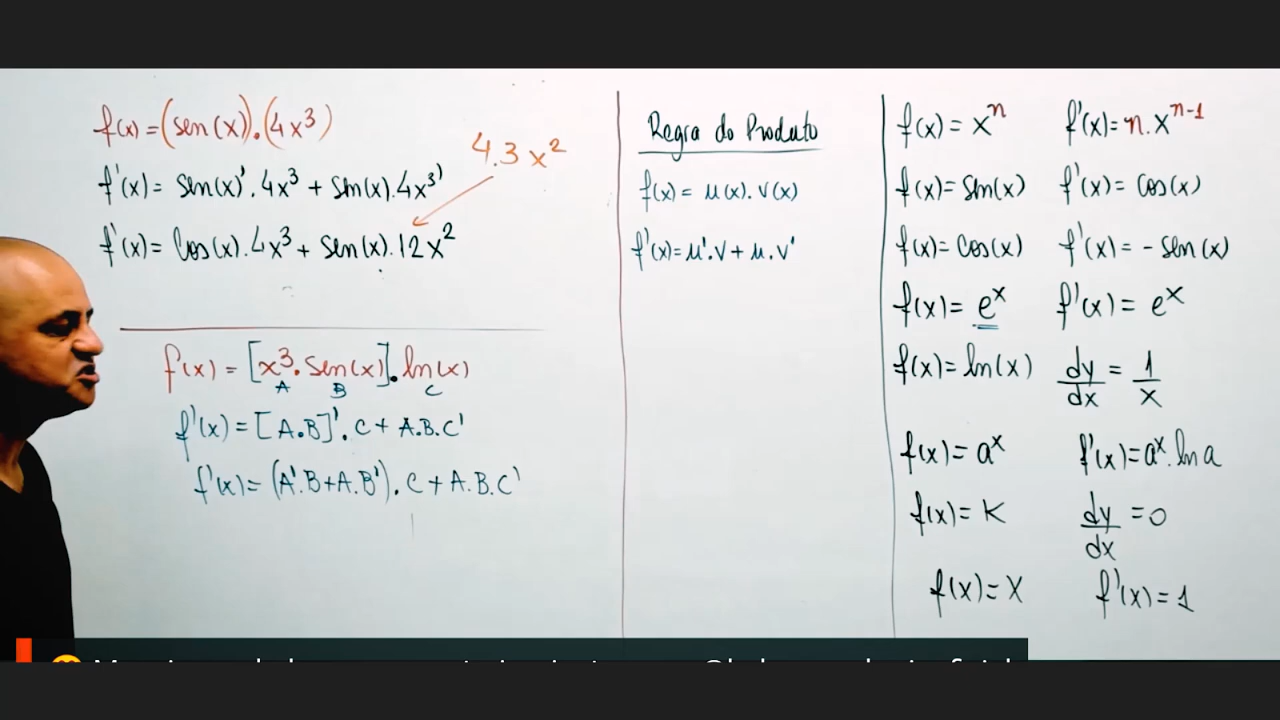 f(x) = (sen(x)).(4x³)
4.3x²
f'(x) = sen(x)'.4x³ + sen(x).4x³)
f'(x) = Cos(x).4x³ + sen(x).12x²
f(x) = [x³.sen(x)].ln(x)
A B C
f'(x) = [A.B]'.C + A.B.C'
f'(x) = (A'.B+A.B').C + A.B.C'
Regra do Produto
f(x) = μ(x).v(x)
f'(x) = μ'.v + μ.v'
f(x) = xⁿ f'(x) = n.xⁿ⁻¹
f(x) = sen(x) f'(x) = Cos(x)
f(x) = Cos(x) f'(x) = - sen(x)
f(x) = eˣ f'(x) = eˣ
f(x) = ln(x) dy/dx = 1/x
f(x) = aˣ f'(x) = aˣ.ln a
f(x) = K dy/dx = 0
f(x) = X f'(x) = 1